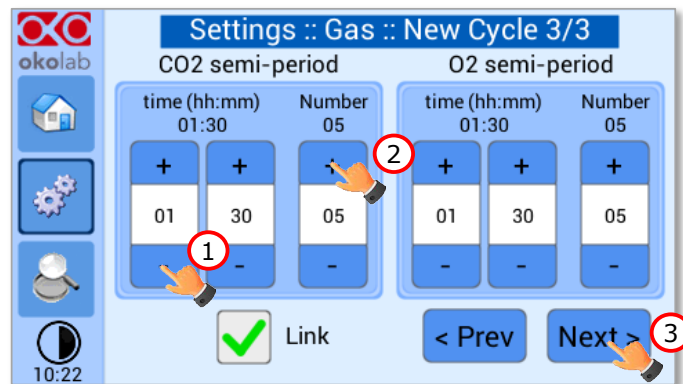 Settings :: Gas :: New Cycle 3/3
okolab
CO2 semi-period
O2 semi-period
time (hh:mm) Number
01:30 05
+ + +
01 30 05
- -
time (hh:mm) Number
01:30 05
+ + +
01 30 05
- - -
1
2
Link
< Prev
Next >
3
10:22